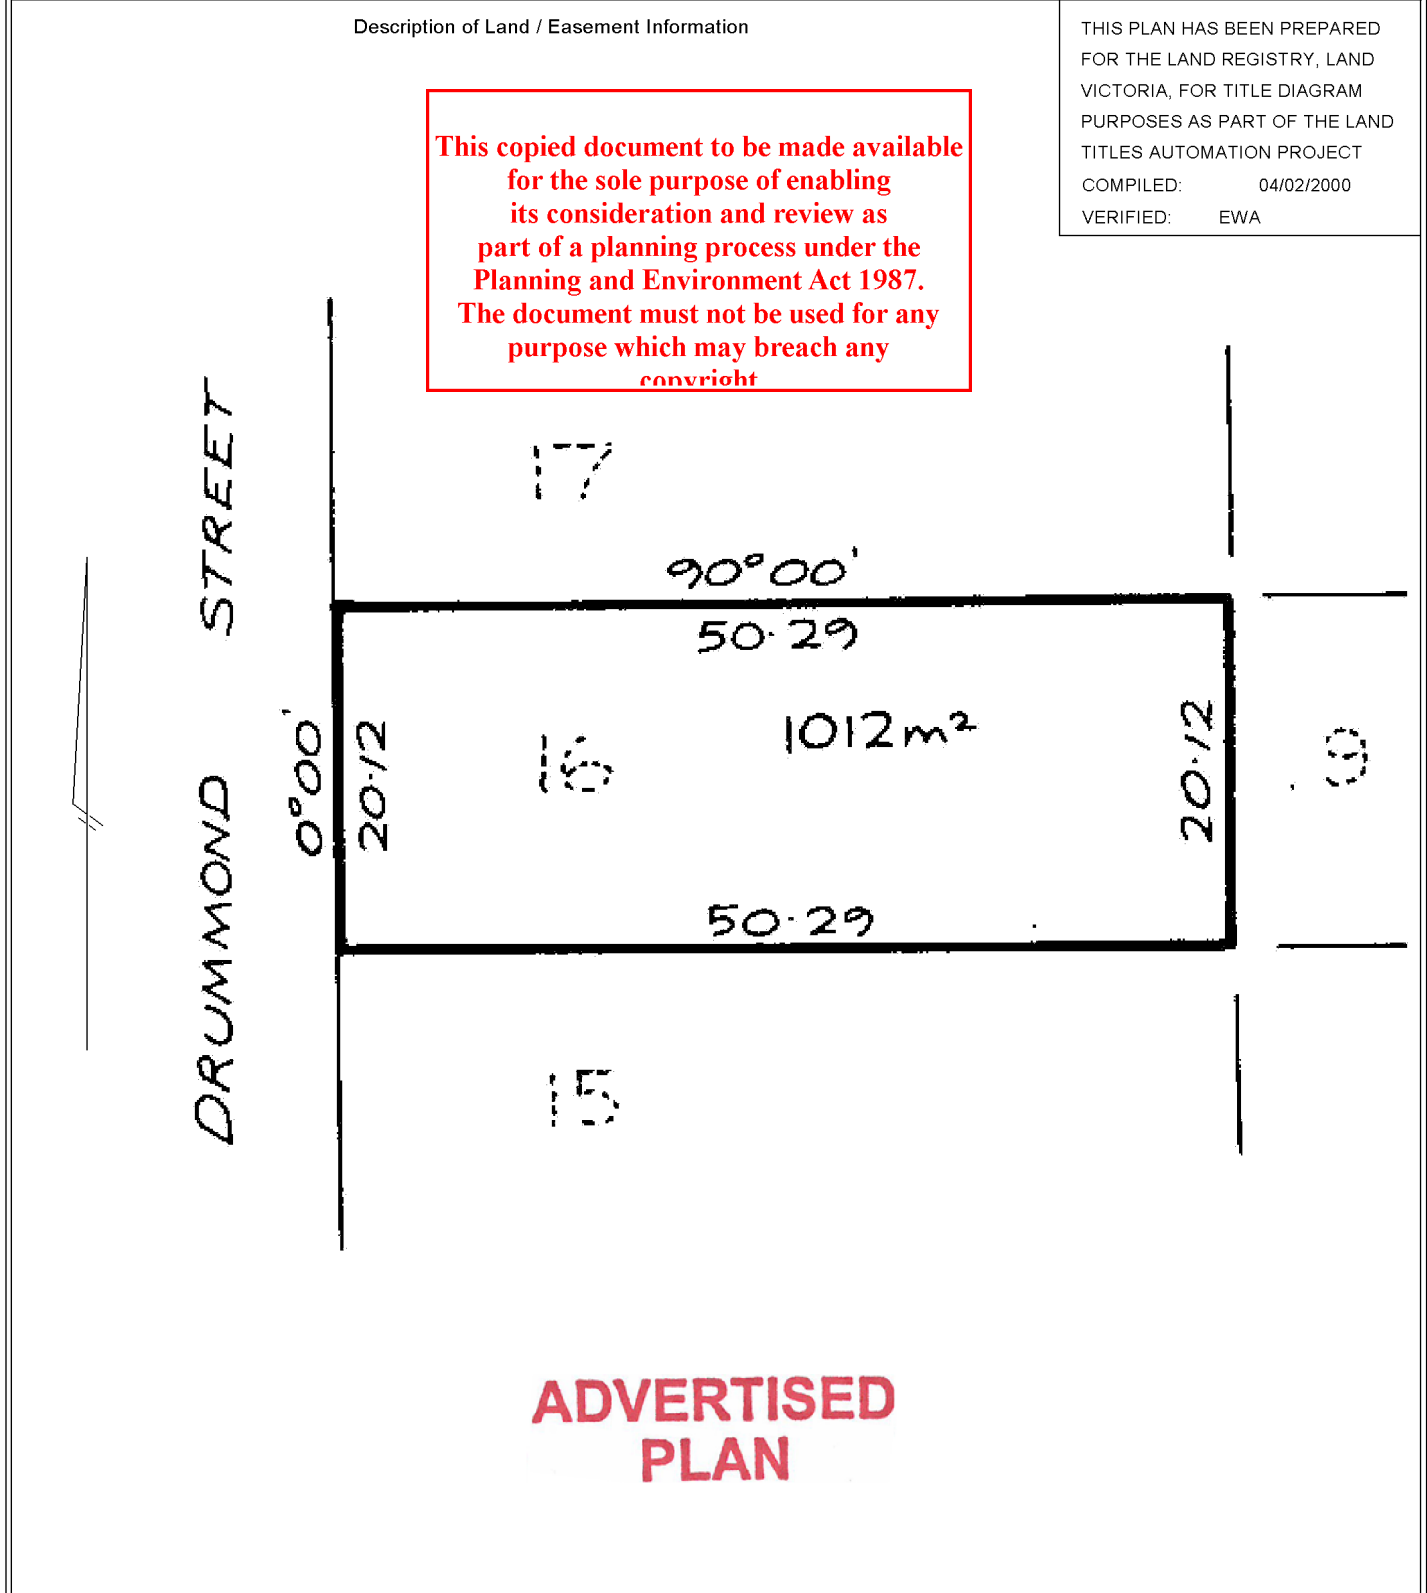 Description of Land / Easement Information
THIS PLAN HAS BEEN PREPARED
FOR THE LAND REGISTRY, LAND
VICTORIA, FOR TITLE DIAGRAM
PURPOSES AS PART OF THE LAND
TITLES AUTOMATION PROJECT
COMPILED: 04/02/2000
VERIFIED: EWA
This copied document to be made available
for the sole purpose of enabling
its consideration and review as
part of a planning process under the
Planning and Environment Act 1987.
The document must not be used for any
purpose which may breach any
copyright
DRUMMOND STREET
17
90°00'
50·29
1012m²
0°00'
20·12
16
20·12
50·29
15
ADVERTISED
PLAN